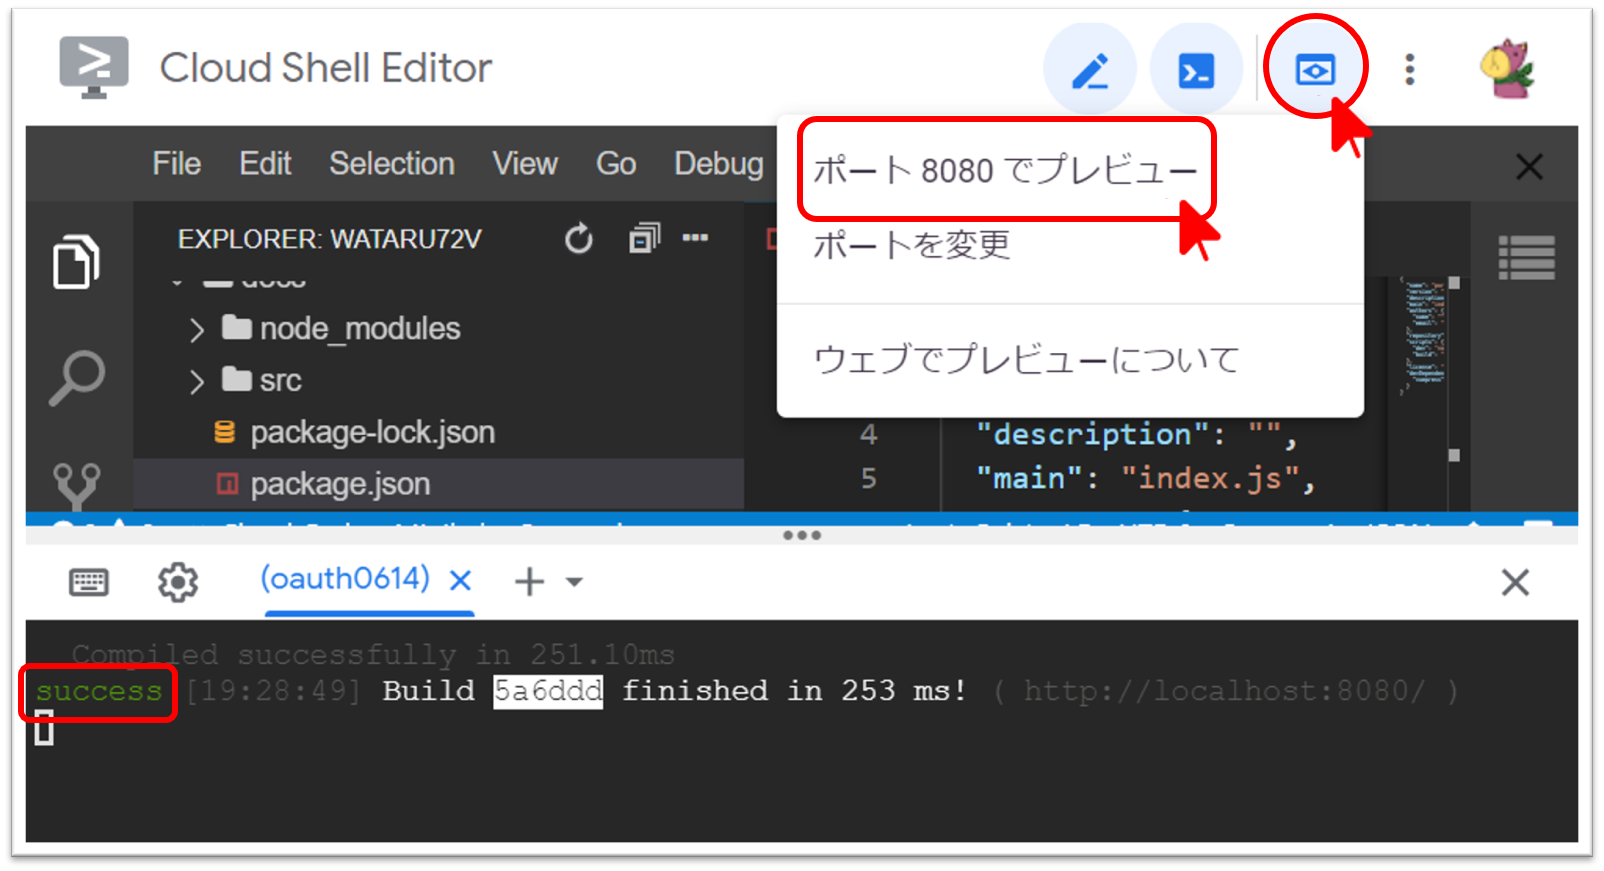 Cloud Shell Editor
File Edit Selection View Go Debug
ポート 8080 でプレビュー
ポートを変更
ウェブでプレビューについて
EXPLORER: WATARU72V
docs
node_modules
src
package-lock.json
package.json
4 "description": "",
5 "main": "index.js",
(oauth0614)
Compiled successfully in 251.10ms
success [19:28:49] Build 5a6ddd finished in 253 ms! ( http://localhost:8080/ )